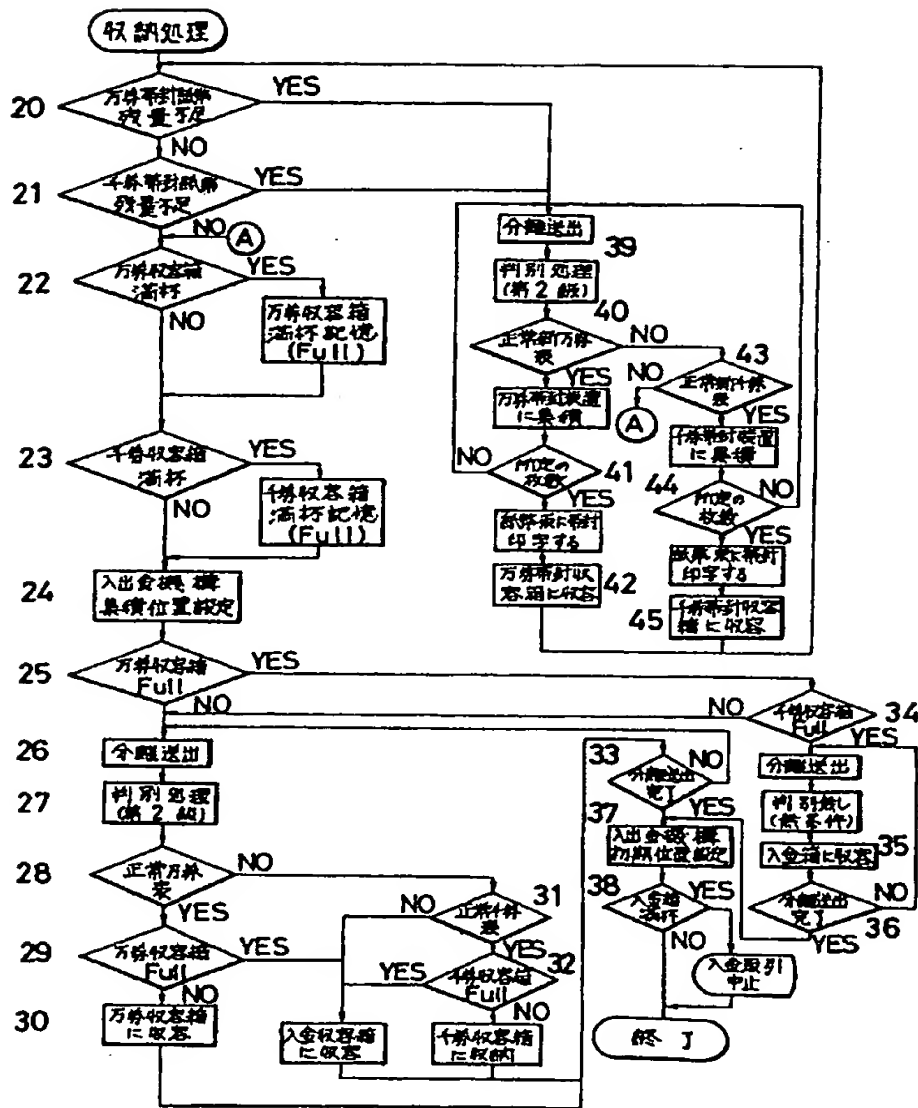 収納処理
20
万券帯封紙幣
残量不足
YES
NO
21
千券帯封紙幣
残量不足
YES
NO
A
22
万券収容箱
満杯
YES
NO
万券収容箱
満杯記憶
(Full)
23
千券収容箱
満杯
YES
NO
千券収容箱
満杯記憶
(Full)
24
入出金機構
集積位置設定
25
万券収容箱
Full
YES
NO
26
分離送出
27
判別処理
(第2級)
28
正常万券
表
NO
YES
29
万券収容箱
Full
YES
NO
30
万券収容箱
に収容
31
正常千券
表
NO
YES
32
千券収容箱
Full
YES
NO
入金収容箱
に収容
千券収容箱
に収納
33
分離送出
完了
NO
YES
37
入出金機構
初期位置設定
38
入金箱
満杯
YES
NO
入金取引
中止
終了
34
千券収容箱
Full
NO
YES
分離送出
判別無し
(無条件)
35
入金箱に収容
分離送出
完了
36
NO
YES
分離送出
39
判別処理
(第2級)
40
正常新万券
表
NO
YES
万券帯封装置
に集積
41
所定の
枚数
NO
YES
紙幣束に帯封
印字する
42
万券帯封収
容箱に収容
43
正常新千券
表
NO
YES
A
千券帯封装置
に集積
44
所定の
枚数
NO
YES
紙幣束に帯封
印字する
45
千券帯封収容
箱に収容